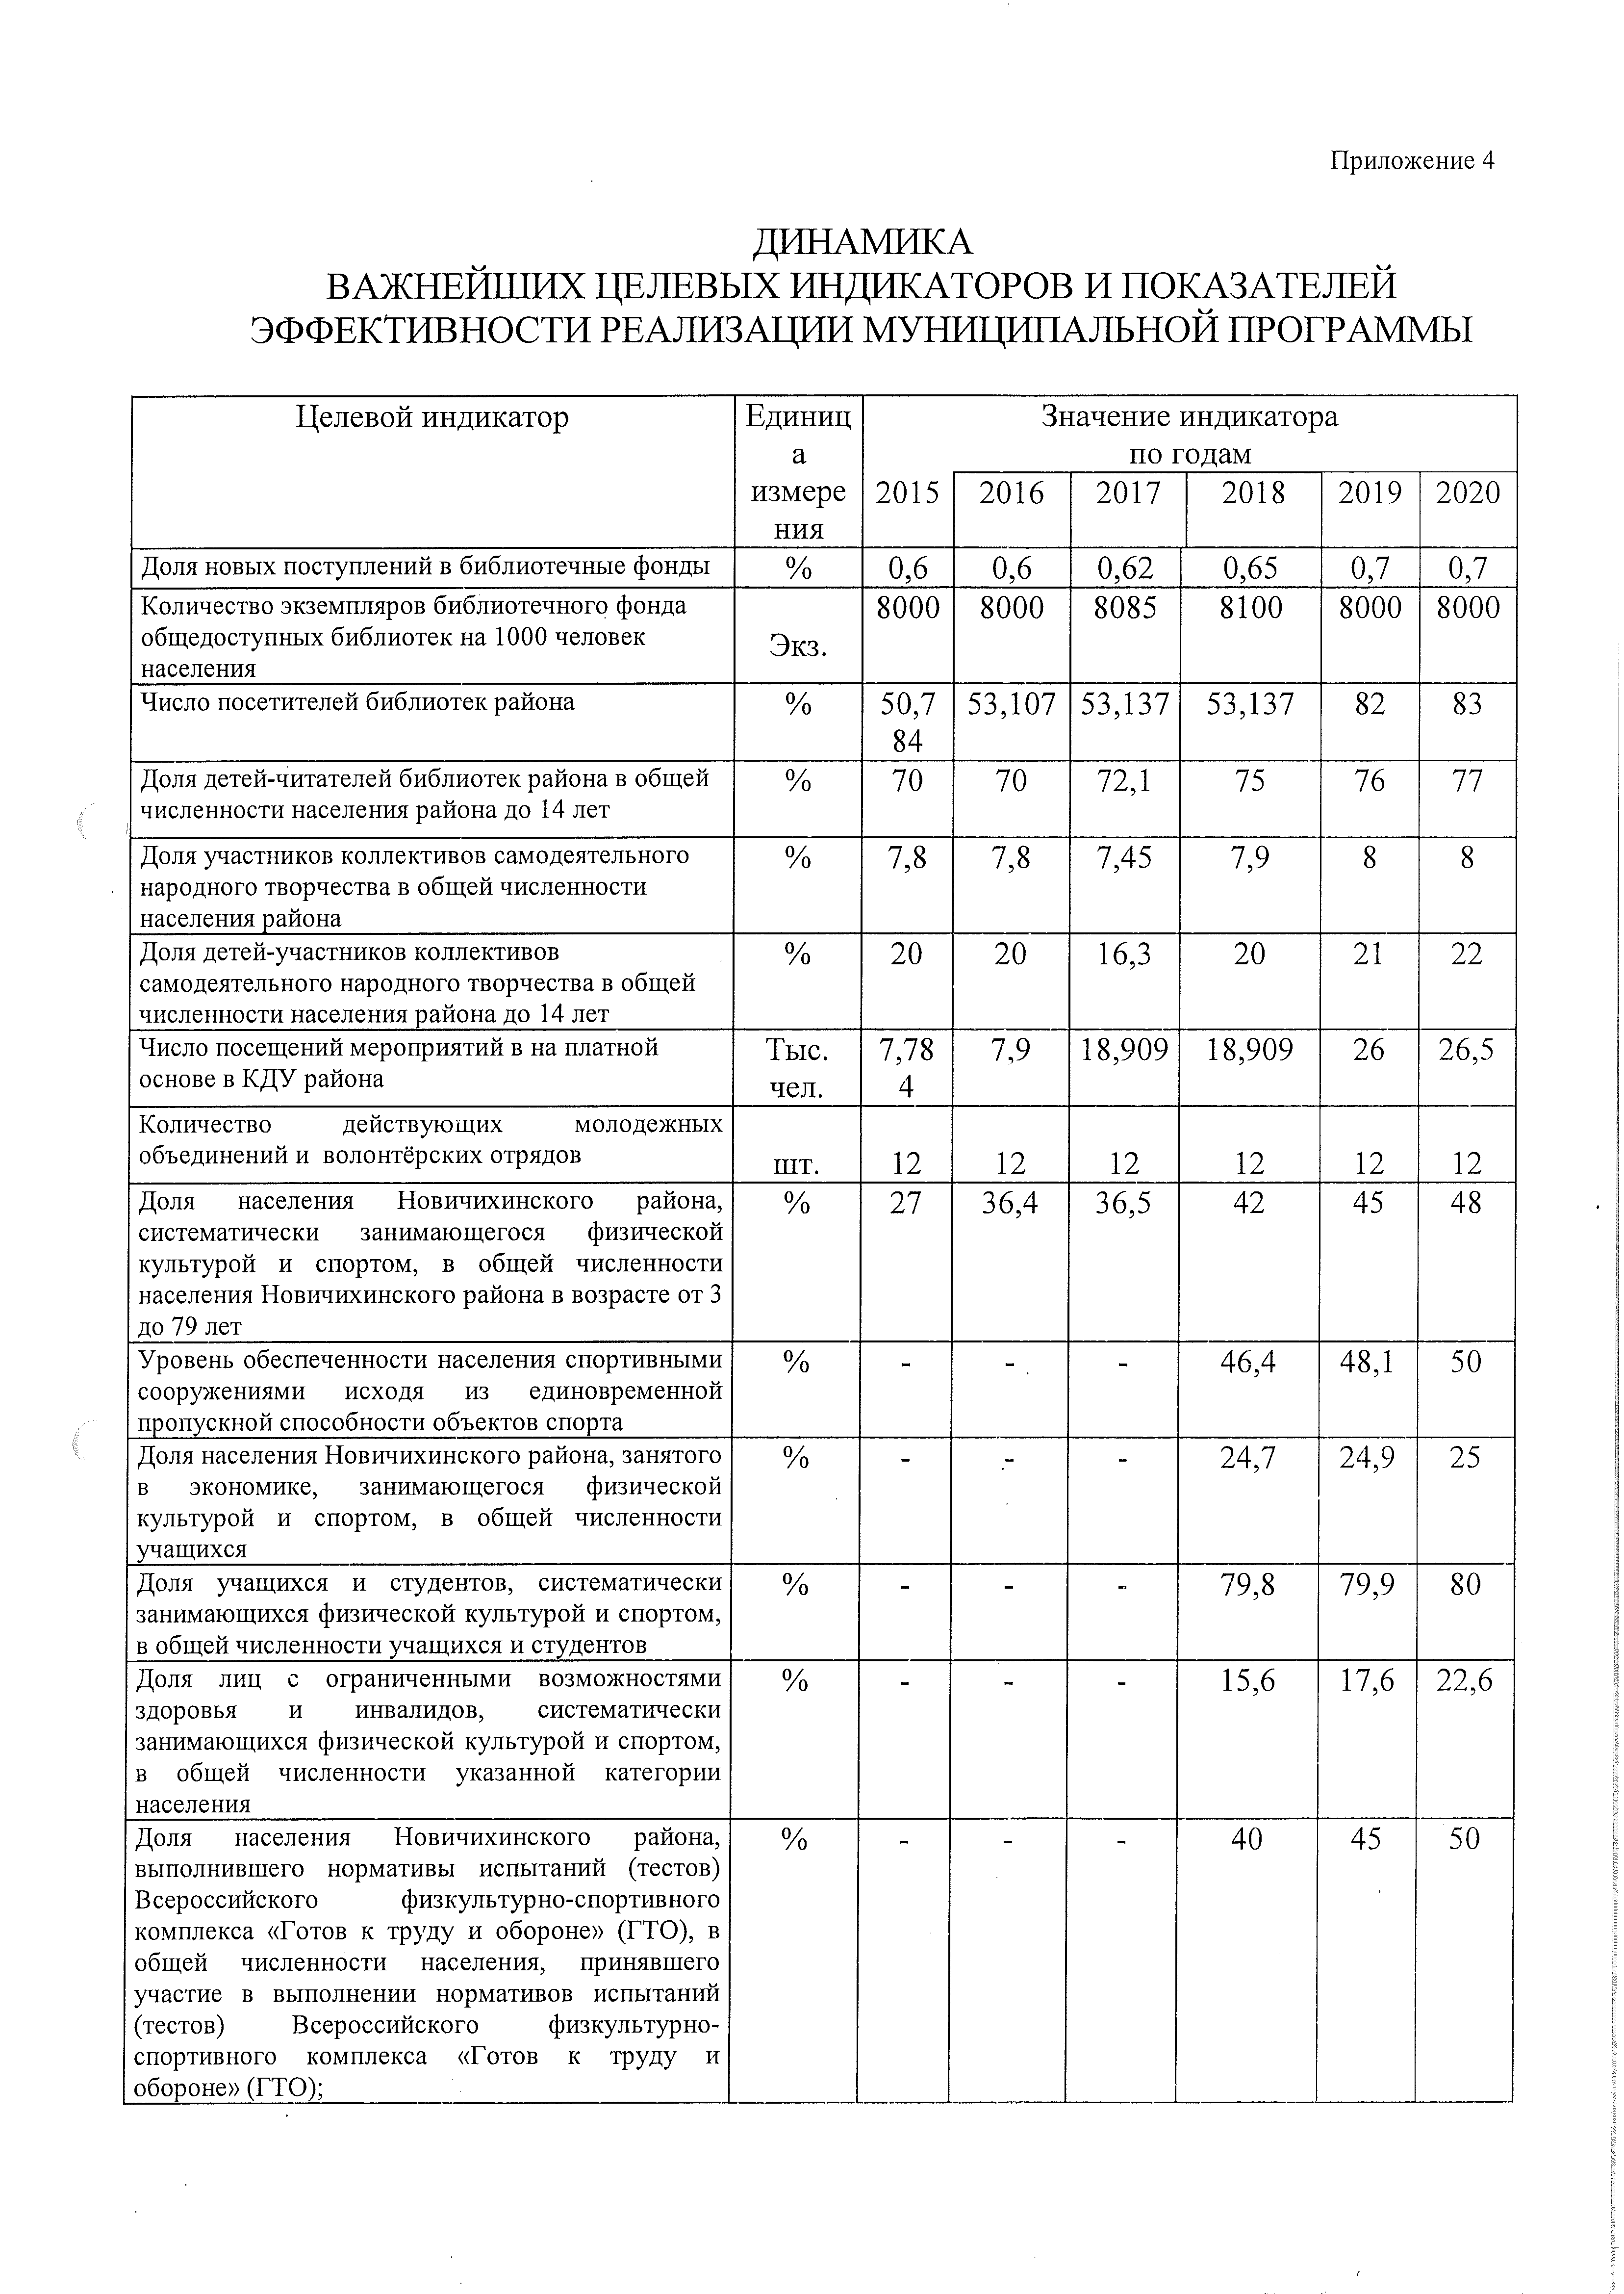 Приложение 4
ДИНАМИКА
ВАЖНЕЙШИХ ЦЕЛЕВЫХ ИНДИКАТОРОВ И ПОКАЗАТЕЛЕЙ
ЭФФЕКТИВНОСТИ РЕАЛИЗАЦИИ МУНИЦИПАЛЬНОЙ ПРОГРАММЫ
Целевой индикатор
Единиц
а
измере
ния
Значение индикатора
по годам
2015 2016 2017 2018 2019 2020
Доля новых поступлений в библиотечные фонды % 0,6 0,6 0,62 0,65 0,7 0,7
Количество экземпляров библиотечного фонда
общедоступных библиотек на 1000 человек
населения
Экз.
8000 8000 8085 8100 8000 8000
Число посетителей библиотек района % 50,7
84
53,107 53,137 53,137 82 83
Доля детей-читателей библиотек района в общей
численности населения района до 14 лет
% 70 70 72,1 75 76 77
Доля участников коллективов самодеятельного
народного творчества в общей численности
населения района
% 7,8 7,8 7,45 7,9 8 8
Доля детей-участников коллективов
самодеятельного народного творчества в общей
численности населения района до 14 лет
% 20 20 16,3 20 21 22
Число посещений мероприятий в на платной
основе в КДУ района
Тыс.
чел.
7,78
4
7,9 18,909 18,909 26 26,5
Количество действующих молодежных
объединений и волонтёрских отрядов
шт. 12 12 12 12 12 12
Доля населения Новичихинского района,
систематически занимающегося физической
культурой и спортом, в общей численности
населения Новичихинского района в возрасте от 3
до 79 лет
% 27 36,4 36,5 42 45 48
Уровень обеспеченности населения спортивными
сооружениями исходя из единовременной
пропускной способности объектов спорта
% - - - 46,4 48,1 50
Доля населения Новичихинского района, занятого
в экономике, занимающегося физической
культурой и спортом, в общей численности
учащихся
% - - - 24,7 24,9 25
Доля учащихся и студентов, систематически
занимающихся физической культурой и спортом,
в общей численности учащихся и студентов
% - - - 79,8 79,9 80
Доля лиц с ограниченными возможностями
здоровья и инвалидов, систематически
занимающихся физической культурой и спортом,
в общей численности указанной категории
населения
% - - - 15,6 17,6 22,6
Доля населения Новичихинского района,
выполнившего нормативы испытаний (тестов)
Всероссийского физкультурно-спортивного
комплекса «Готов к труду и обороне» (ГТО), в
общей численности населения, принявшего
участие в выполнении нормативов испытаний
(тестов) Всероссийского физкультурно-
спортивного комплекса «Готов к труду и
обороне» (ГТО);
% - - - 40 45 50